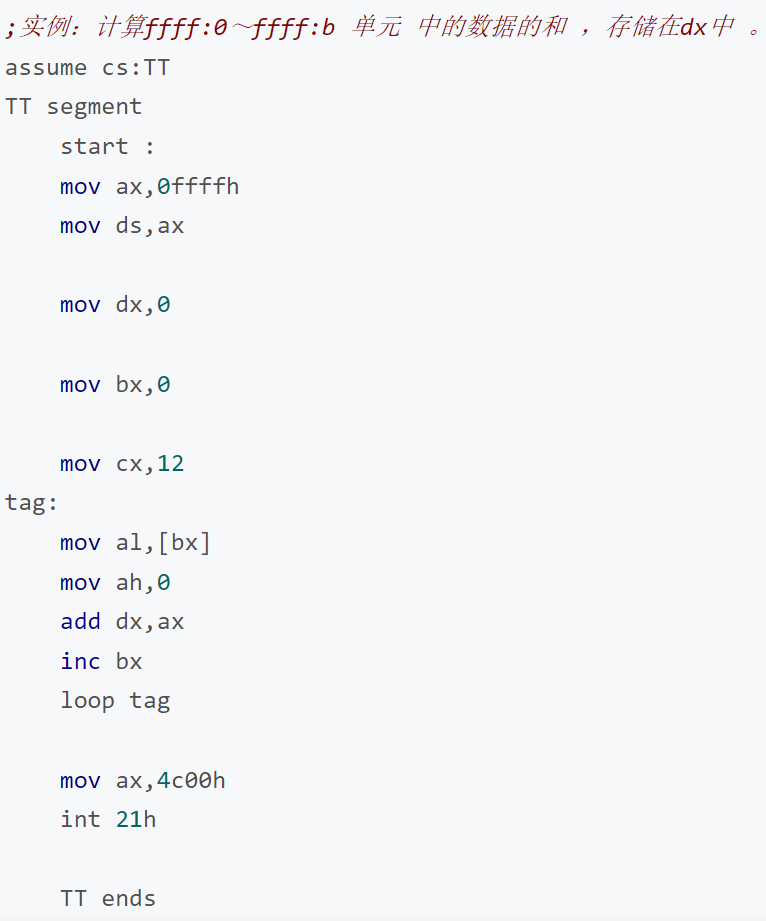 ;实例：计算ffff:0～ffff:b 单元 中的数据的和 ，存储在dx中 。
assume cs:TT
TT segment
start :
mov ax,0ffffh
mov ds,ax
mov dx,0
mov bx,0
mov cx,12
tag:
mov al,[bx]
mov ah,0
add dx,ax
inc bx
loop tag
mov ax,4c00h
int 21h
TT ends